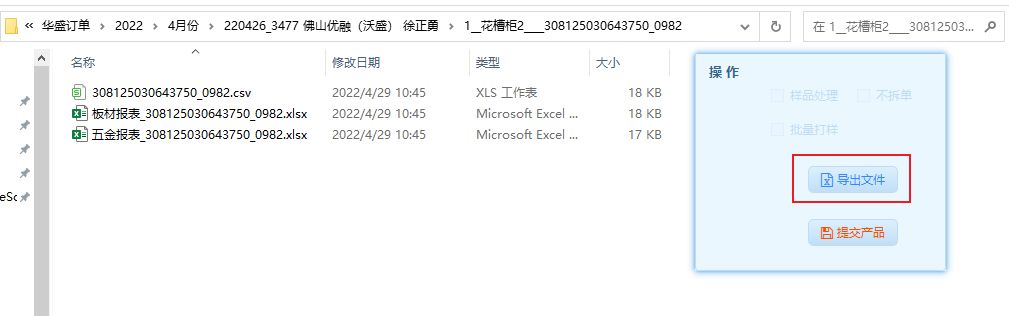 « 华盛订单 > 2022 > 4月份 > 220426_3477 佛山优融（沃盛） 徐正勇 > 1__花槽柜2____308125030643750_0982
在 1__花槽柜2____30812503...
名称 修改日期 类型 大小
308125030643750_0982.csv 2022/4/29 10:45 XLS 工作表 18 KB
板材报表_308125030643750_0982.xlsx 2022/4/29 10:45 Microsoft Excel ... 18 KB
五金报表_308125030643750_0982.xlsx 2022/4/29 10:45 Microsoft Excel ... 17 KB
eSc
操 作
样品处理 不拆单
批量打样
导出文件
提交产品